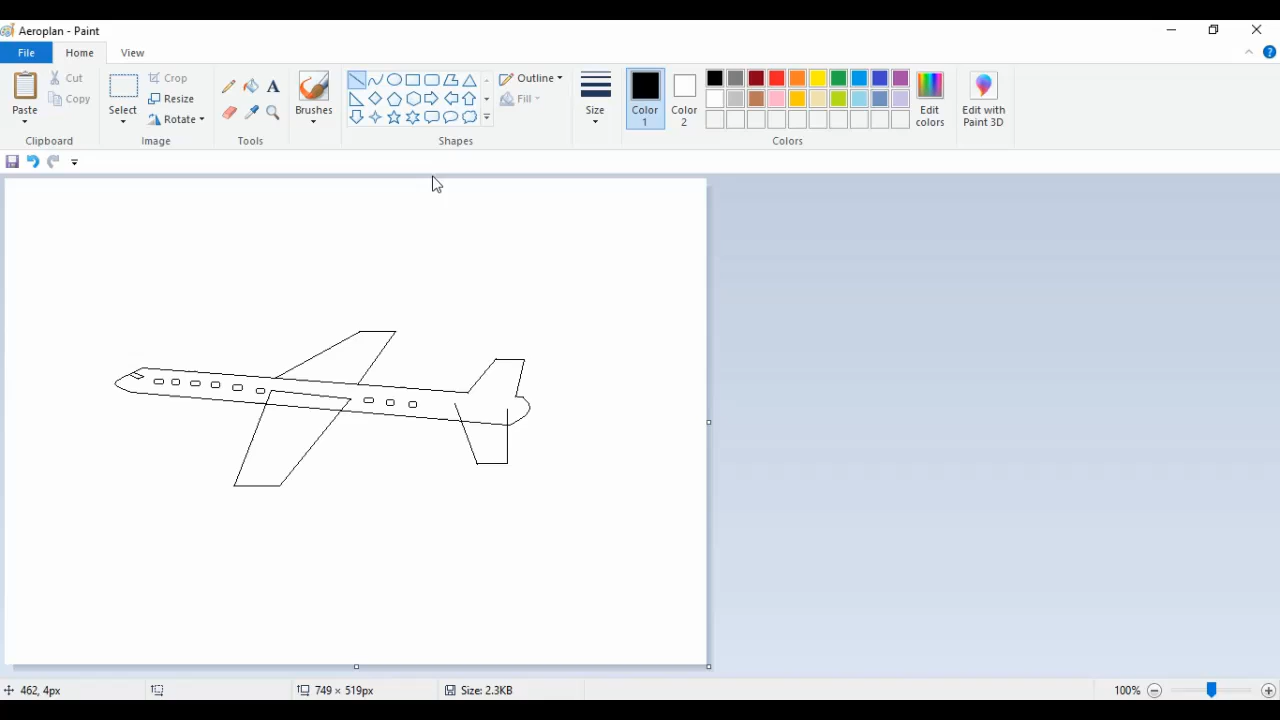 Aeroplan - Paint
File Home View
Paste
Cut
Copy
Clipboard
Select
Crop
Resize
Rotate
Image
A
Tools
Brushes
Shapes
Outline
Fill
Size
Color 1
Color 2
Edit colors
Colors
Edit with Paint 3D
462, 4px
749 × 519px
Size: 2.3KB
100%